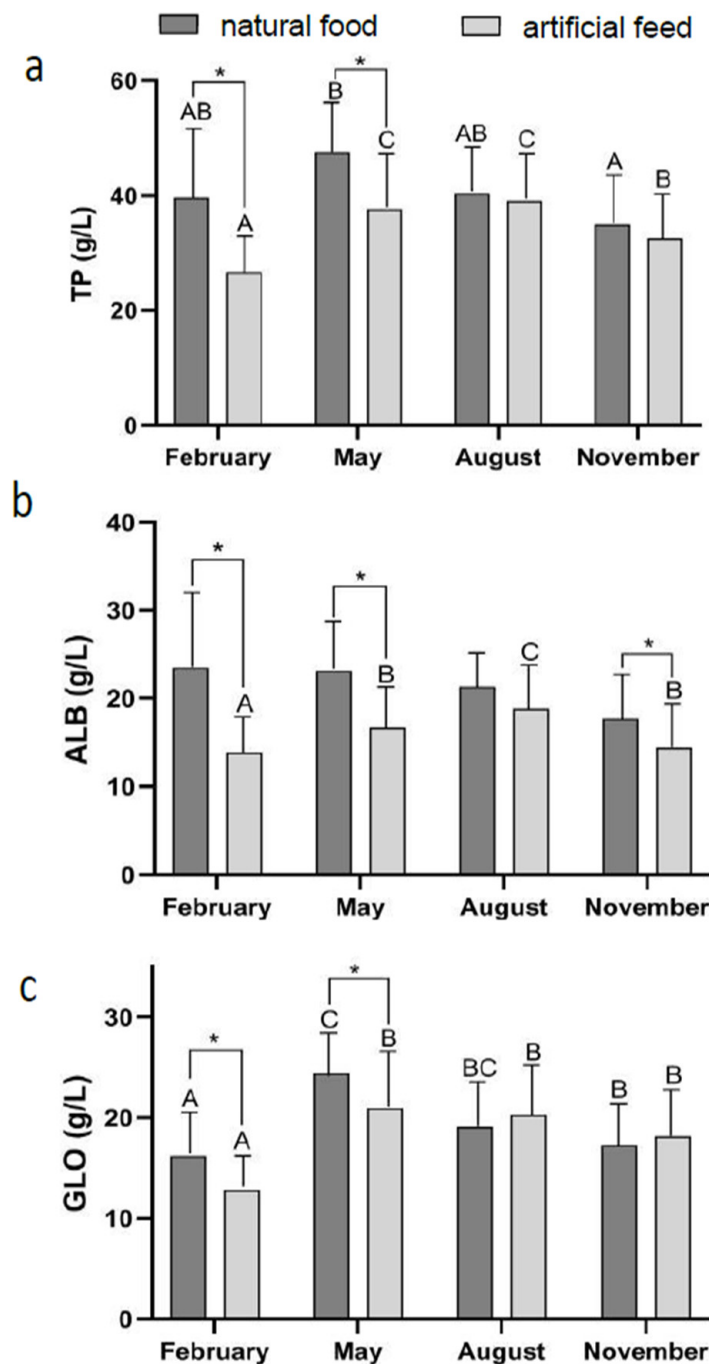 natural food artificial feed
a
TP (g/L)
60
40
20
0
* *
AB A B C AB C A B
February May August November
b
ALB (g/L)
40
30
20
10
0
* * *
A B C B
February May August November
c
GLO (g/L)
30
20
10
0
* *
A A C B BC B B B
February May August November